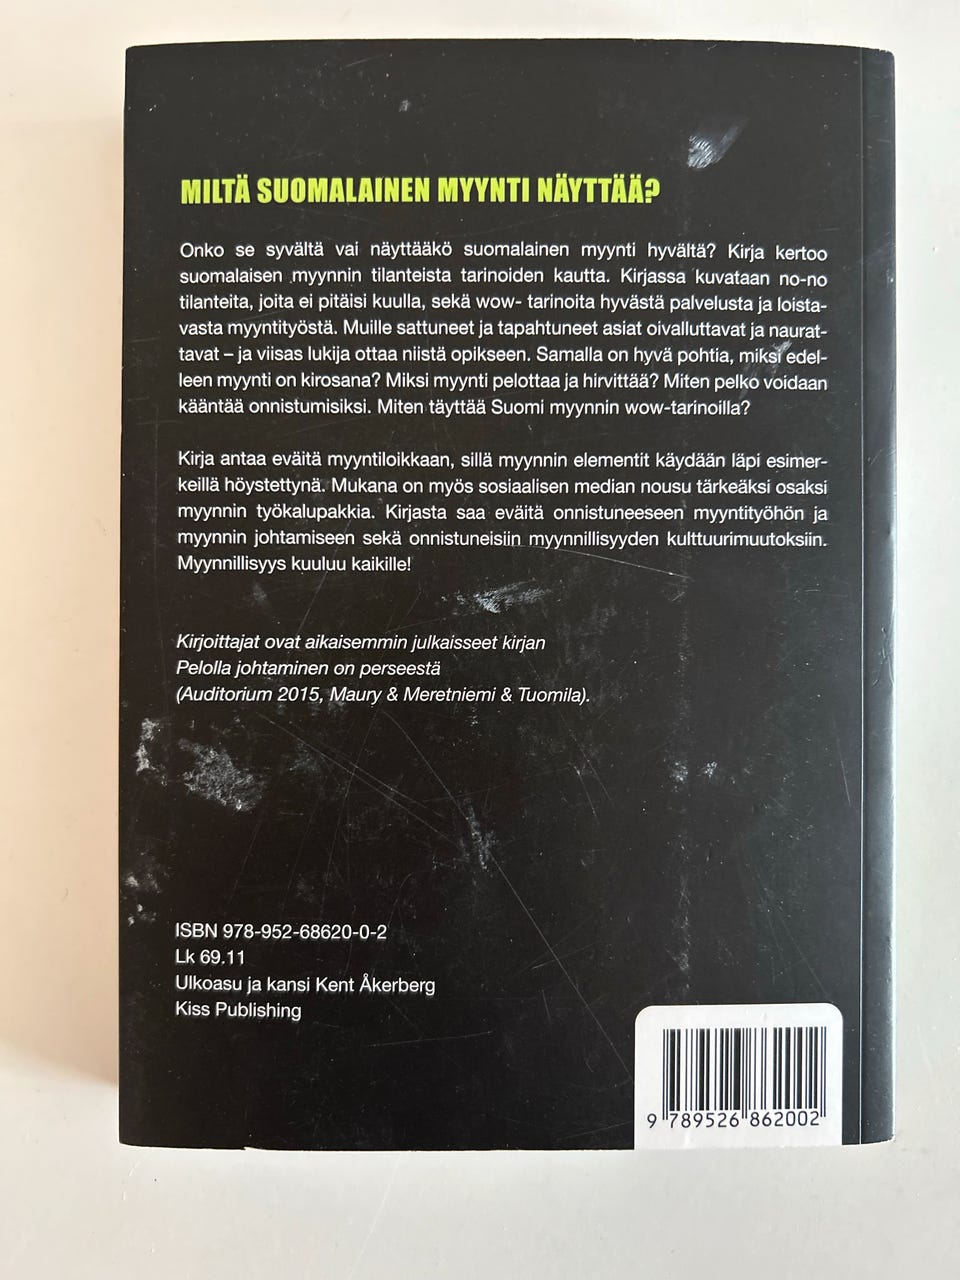 MILTÄ SUOMALAINEN MYYNTI NÄYTTÄÄ?
Onko se syvältä vai näyttääkö suomalainen myynti hyvältä? Kirja kertoo
suomalaisen myynnin tilanteista tarinoiden kautta. Kirjassa kuvataan no-no
tilanteita, joita ei pitäisi kuulla, sekä wow- tarinoita hyvästä palvelusta ja loista-
vasta myyntityöstä. Muille sattuneet ja tapahtuneet asiat oivalluttavat ja naurat-
tavat – ja viisas lukija ottaa niistä opikseen. Samalla on hyvä pohtia, miksi edel-
leen myynti on kirosana? Miksi myynti pelottaa ja hirvittää? Miten pelko voidaan
kääntää onnistumisiksi. Miten täyttää Suomi myynnin wow-tarinoilla?
Kirja antaa eväitä myyntiloikkaan, sillä myynnin elementit käydään läpi esimer-
keillä höystettynä. Mukana on myös sosiaalisen median nousu tärkeäksi osaksi
myynnin työkalupakkia. Kirjasta saa eväitä onnistuneeseen myyntityöhön ja
myynnin johtamiseen sekä onnistuneisiin myynnillisyyden kulttuurimuutoksiin.
Myynnillisyys kuuluu kaikille!
Kirjoittajat ovat aikaisemmin julkaisseet kirjan
Pelolla johtaminen on perseestä
(Auditorium 2015, Maury & Meretniemi & Tuomila).
ISBN 978-952-68620-0-2
Lk 69.11
Ulkoasu ja kansi Kent Åkerberg
Kiss Publishing
9 789526 862002